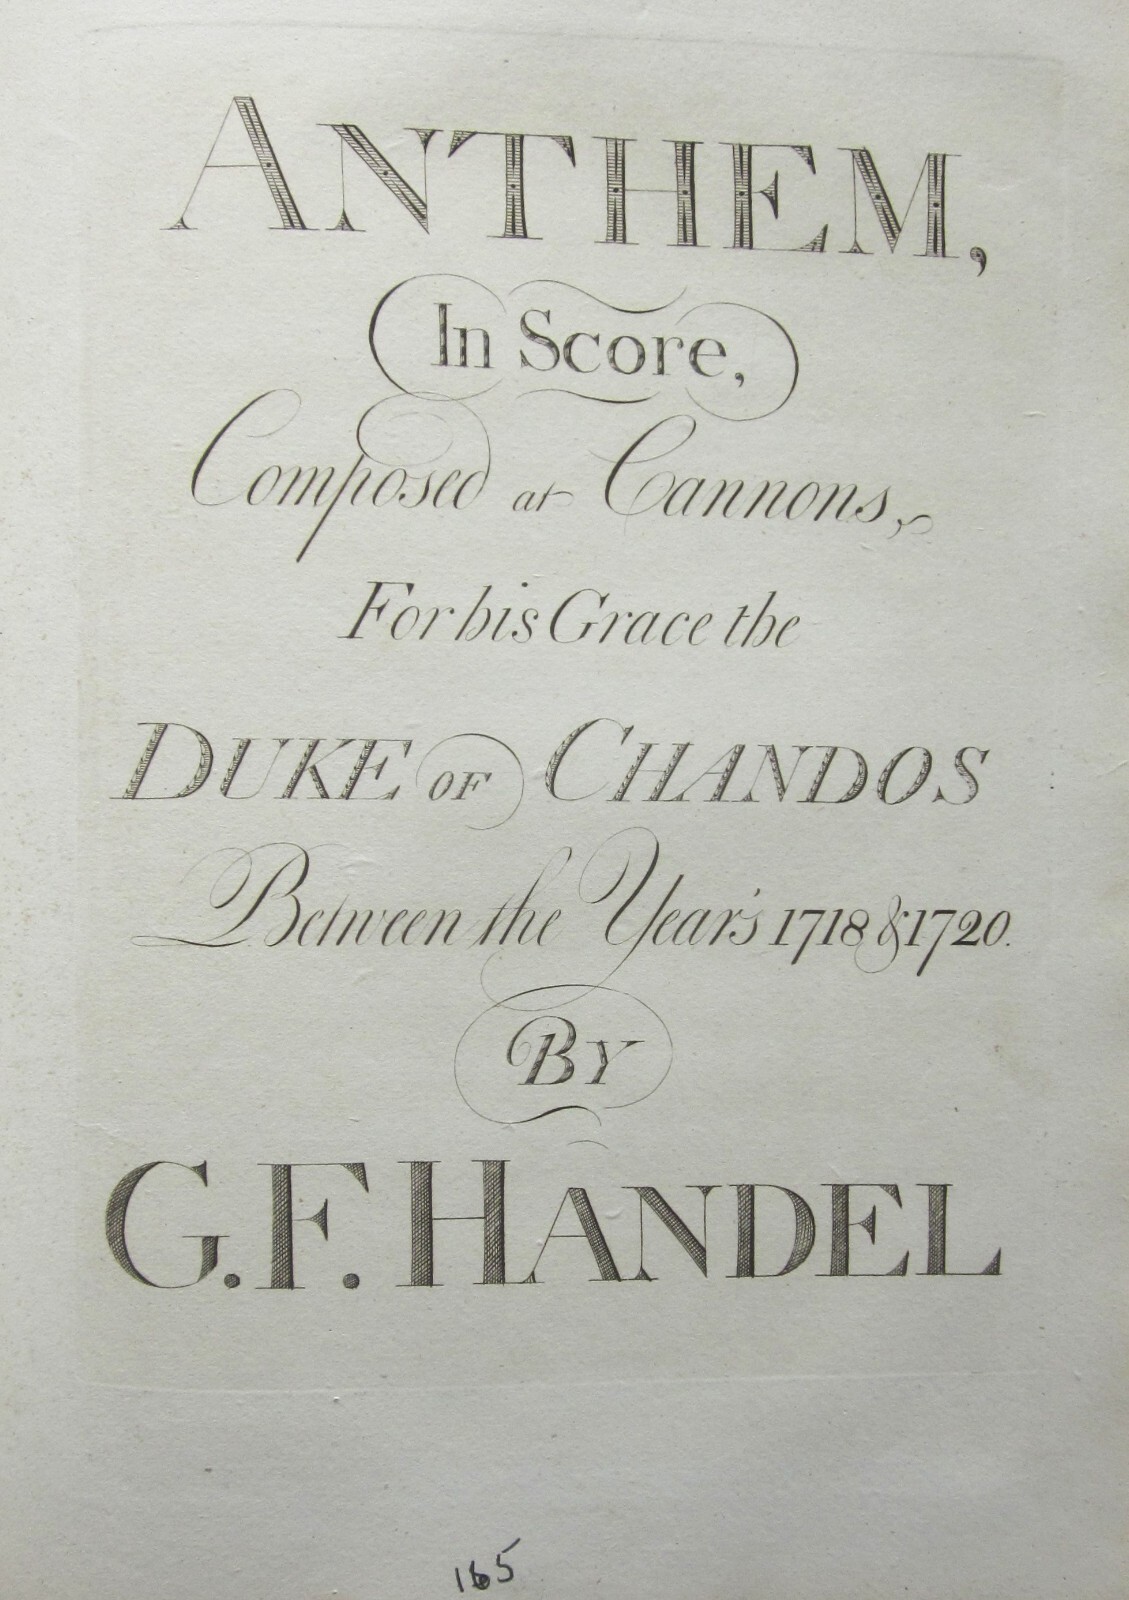 ANTHEM,
In Score,
Composed at Cannons,
For his Grace the
DUKE OF CHANDOS
Between the Year's 1718 & 1720.
BY
G. F. HANDEL
165